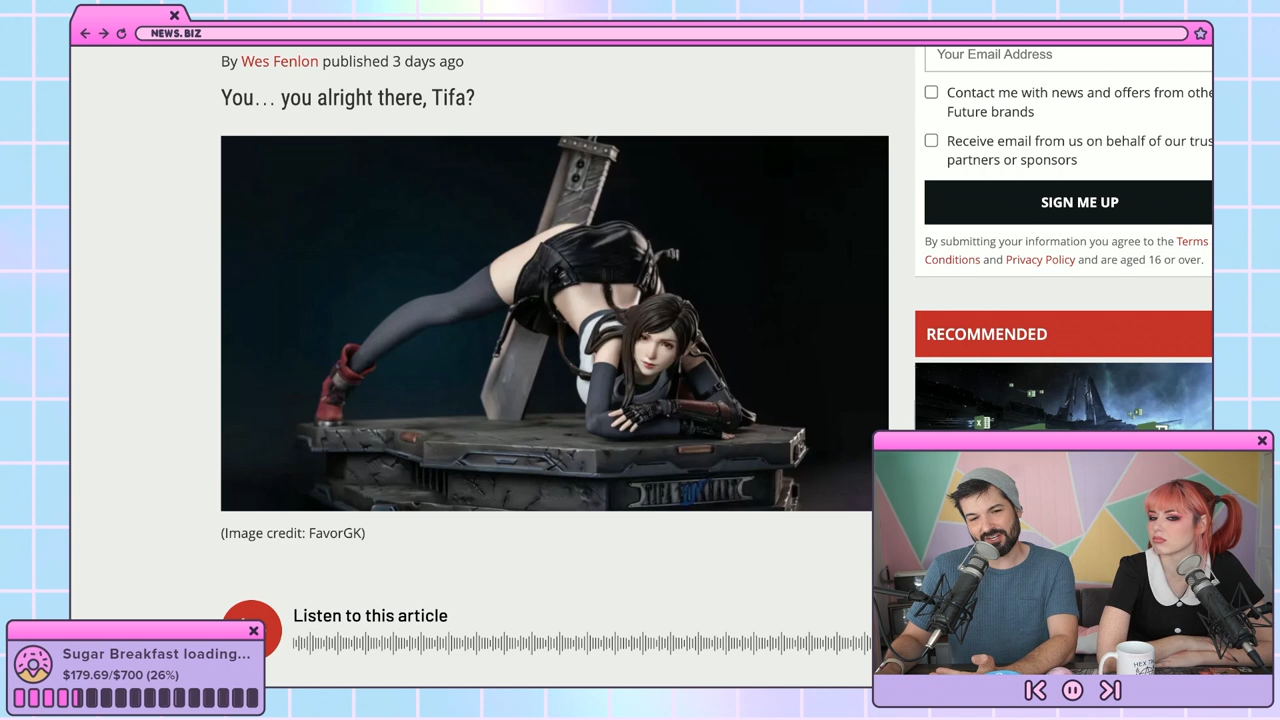 NEWS.BIZ
By Wes Fenlon published 3 days ago
You... you alright there, Tifa?
(Image credit: FavorGK)
Listen to this article
Your Email Address
Contact me with news and offers from othe
Future brands
Receive email from us on behalf of our trus
partners or sponsors
SIGN ME UP
By submitting your information you agree to the Terms
Conditions and Privacy Policy and are aged 16 or over.
RECOMMENDED
Sugar Breakfast loading...
$179.69/$700 (26%)
HEX